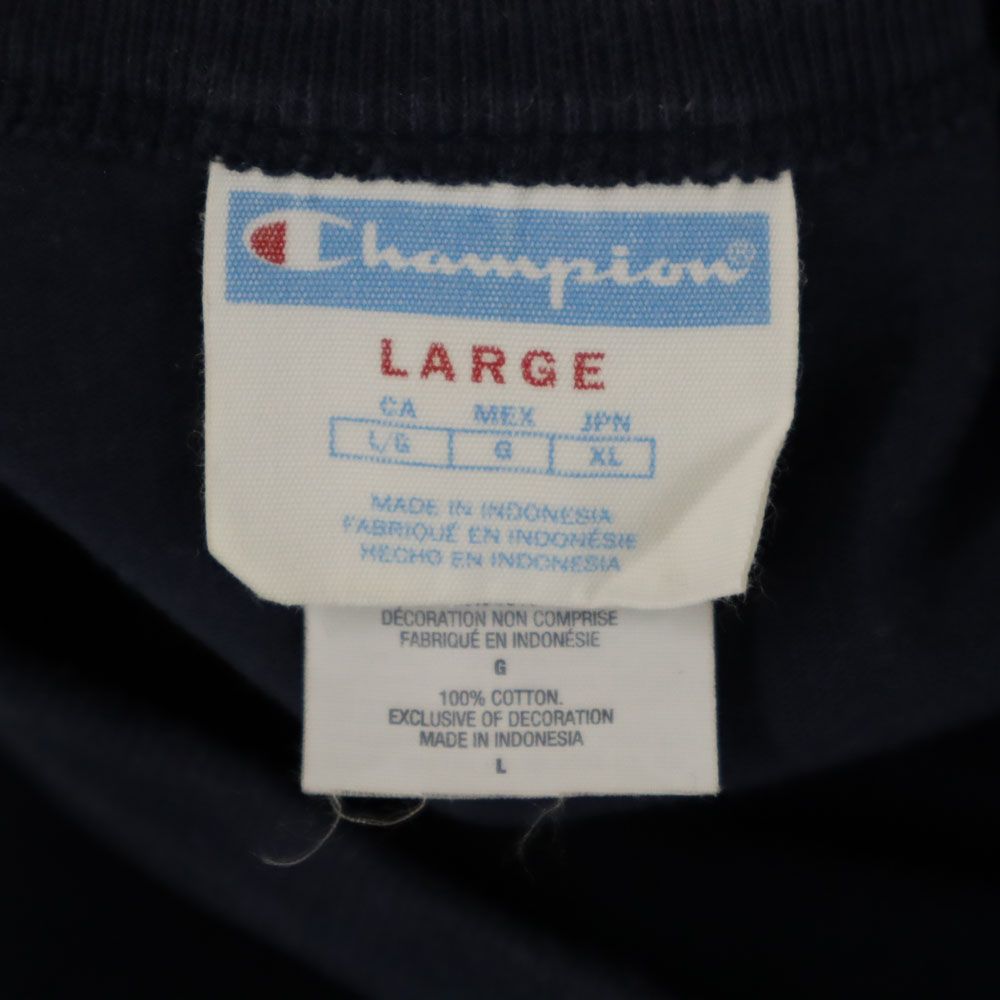 Champion®
LARGE
CA MEX JPN
L/G G XL
MADE IN INDONESIA
FABRIQUÉ EN INDONÉSIE
HECHO EN INDONESIA
DÉCORATION NON COMPRISE
FABRIQUÉ EN INDONÉSIE
G
100% COTTON.
EXCLUSIVE OF DECORATION
MADE IN INDONESIA
L